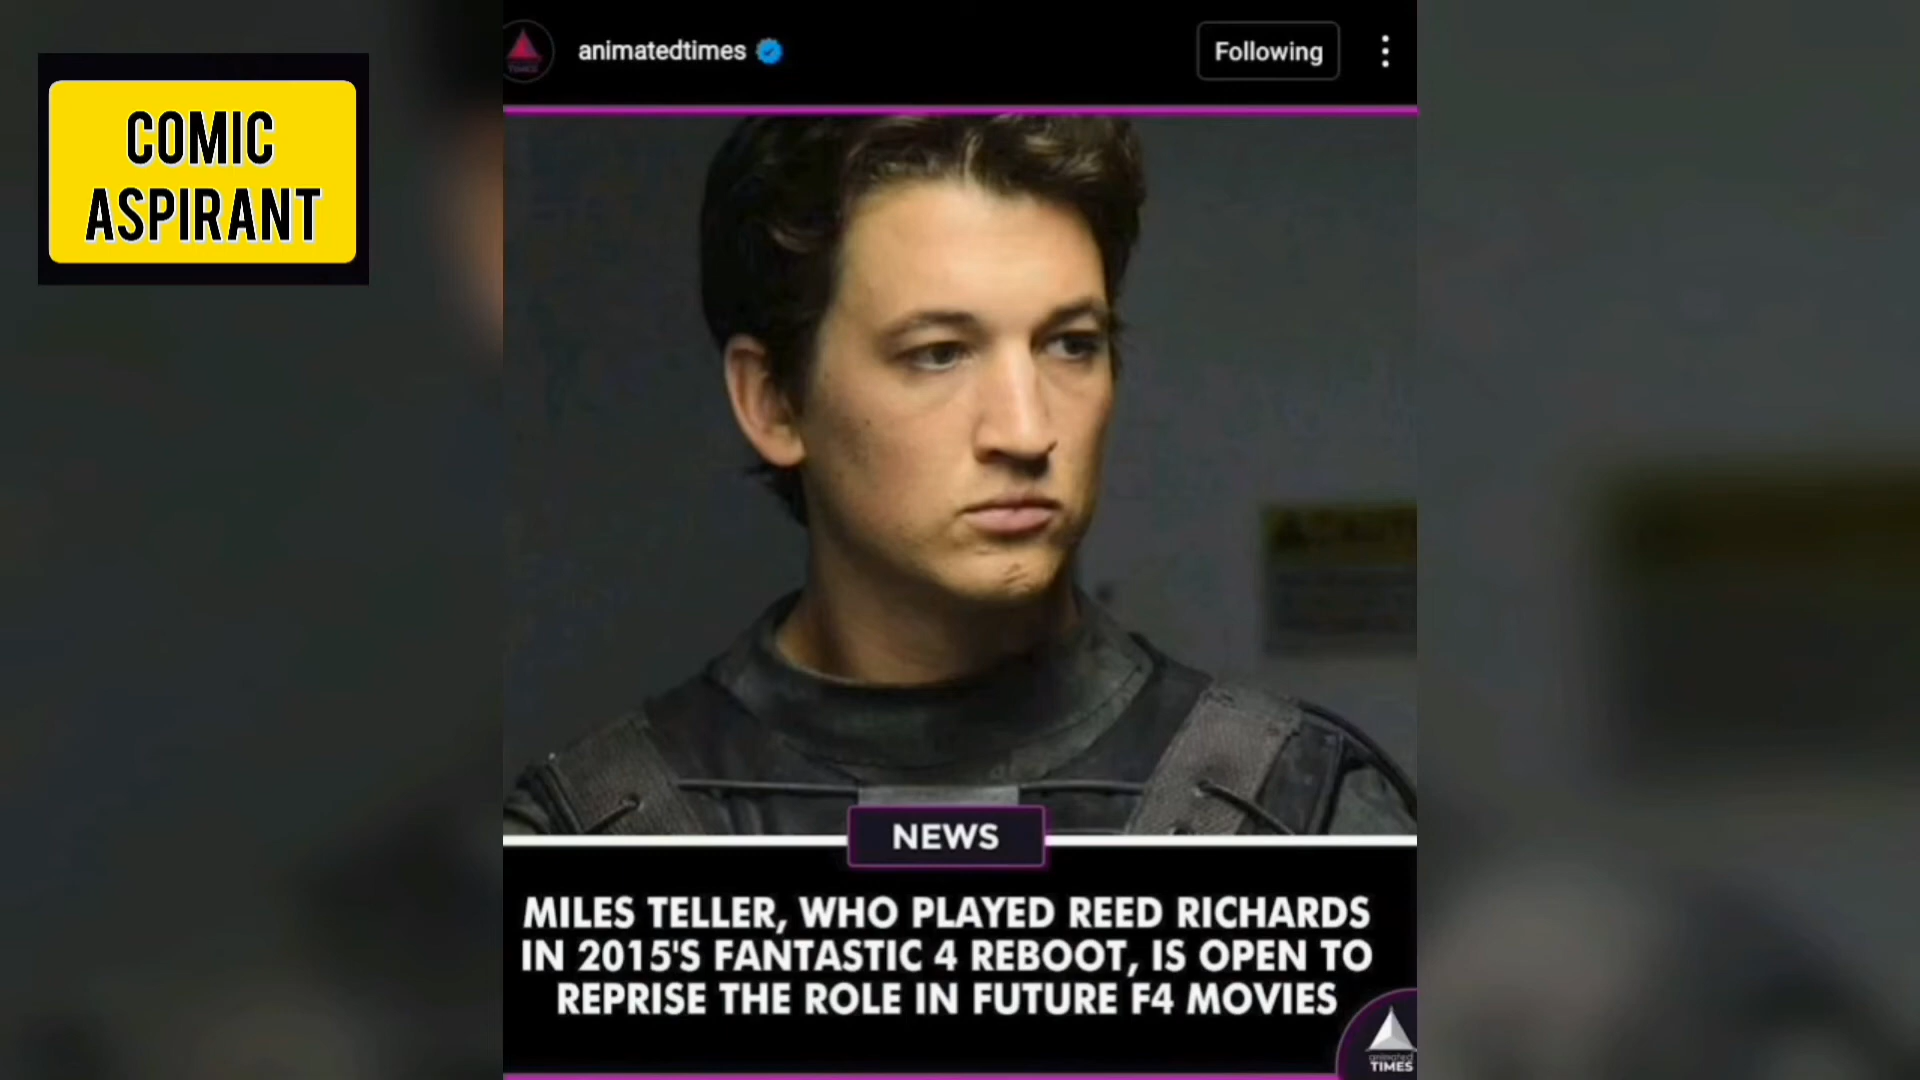 COMIC
ASPIRANT
animatedtimes
Following
NEWS
MILES TELLER, WHO PLAYED REED RICHARDS
IN 2015'S FANTASTIC 4 REBOOT, IS OPEN TO
REPRISE THE ROLE IN FUTURE F4 MOVIES
animated
TIMES